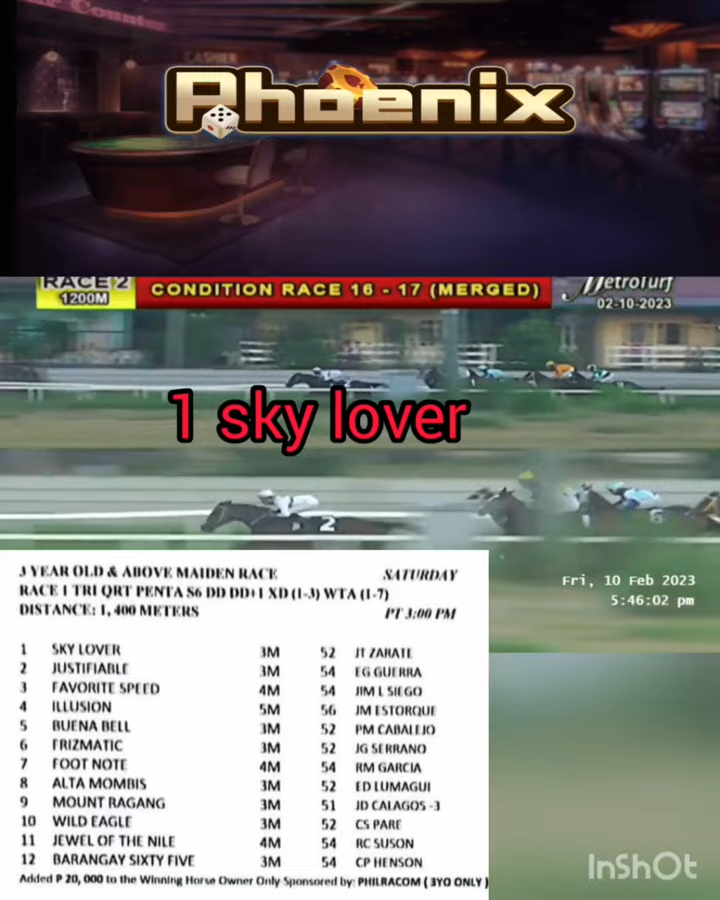 Phoenix
RACE 2
1200M
CONDITION RACE 16 - 17 (MERGED)
MetroTurf
02-10-2023
1 sky lover
2
6
3 YEAR OLD & ABOVE MAIDEN RACE SATURDAY
RACE 1 TRI QRT PENTA S6 DD DD+1 XD (1-3) WTA (1-7)
DISTANCE: 1, 400 METERS PT 3:00 PM
Fri, 10 Feb 2023
5:46:02 pm
1 SKY LOVER 3M 52 JT ZARATE
2 JUSTIFIABLE 3M 54 EG GUERRA
3 FAVORITE SPEED 4M 54 JIM L SIEGO
4 ILLUSION 5M 56 JM ESTORQUE
5 BUENA BELL 3M 52 PM CABALEJO
6 FRIZMATIC 3M 52 JG SERRANO
7 FOOT NOTE 4M 54 RM GARCIA
8 ALTA MOMBIS 3M 52 ED LUMAGUI
9 MOUNT RAGANG 3M 51 JD CALAGOS -3
10 WILD EAGLE 3M 52 CS PARE
11 JEWEL OF THE NILE 4M 54 RC SUSON
12 BARANGAY SIXTY FIVE 3M 54 CP HENSON
Added P 20, 000 to the Winning Horse Owner Only Sponsored by: PHILRACOM ( 3YO ONLY )
InShOt